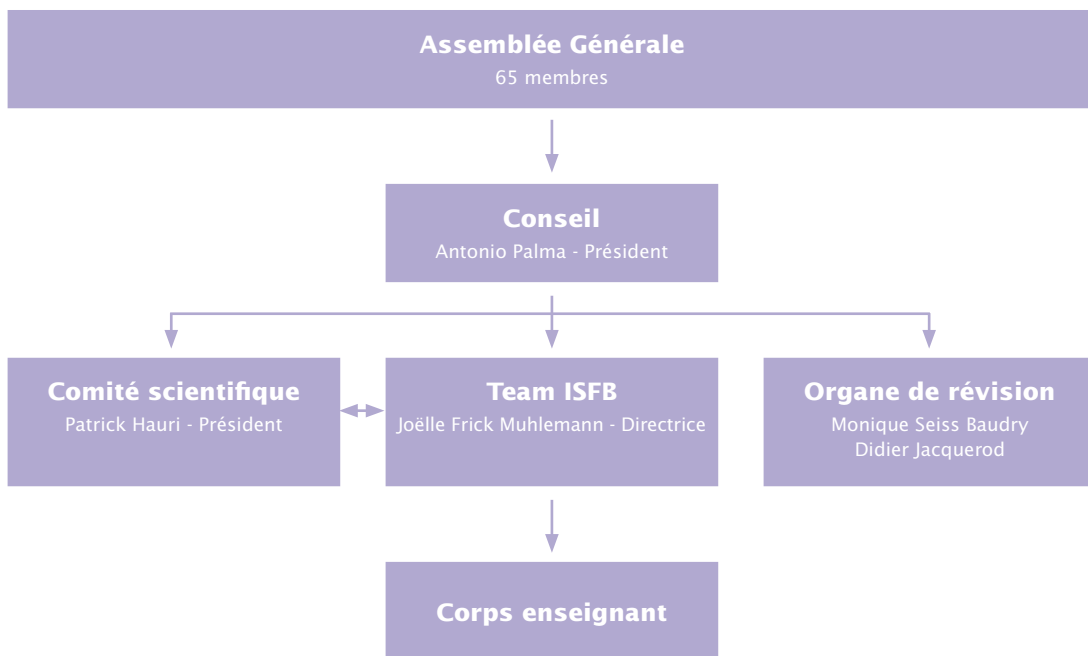 Assemblée Générale
65 membres
Conseil
Antonio Palma - Président
Comité scientifique
Patrick Hauri - Président
Team ISFB
Joëlle Frick Muhlemann - Directrice
Organe de révision
Monique Seiss Baudry
Didier Jacquerod
Corps enseignant